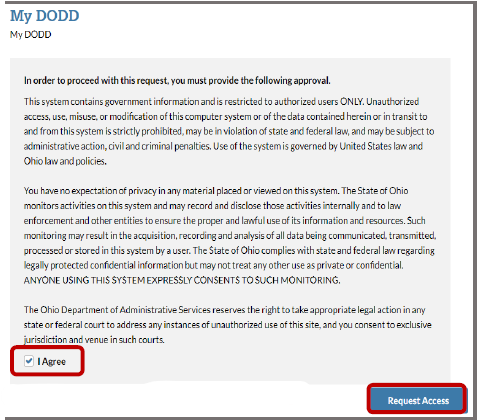 My DODD
My DODD
In order to proceed with this request, you must provide the following approval.
This system contains government information and is restricted to authorized users ONLY. Unauthorized
access, use, misuse, or modification of this computer system or of the data contained herein or in transit to
and from this system is strictly prohibited, may be in violation of state and federal law, and may be subject to
administrative action, civil and criminal penalties. Use of the system is governed by United States law and
Ohio law and policies.
You have no expectation of privacy in any material placed or viewed on this system. The State of Ohio
monitors activities on this system and may record and disclose those activities internally and to law
enforcement and other entities to ensure the proper and lawful use of its information and resources. Such
monitoring may result in the acquisition, recording and analysis of all data being communicated, transmitted,
processed or stored in this system by a user. The State of Ohio complies with state and federal law regarding
legally protected confidential information but may not treat any other use as private or confidential.
ANYONE USING THIS SYSTEM EXPRESSLY CONSENTS TO SUCH MONITORING.
The Ohio Department of Administrative Services reserves the right to take appropriate legal action in any
state or federal court to address any instances of unauthorized use of this site, and you consent to exclusive
jurisdiction and venue in such courts.
I Agree
Request Access